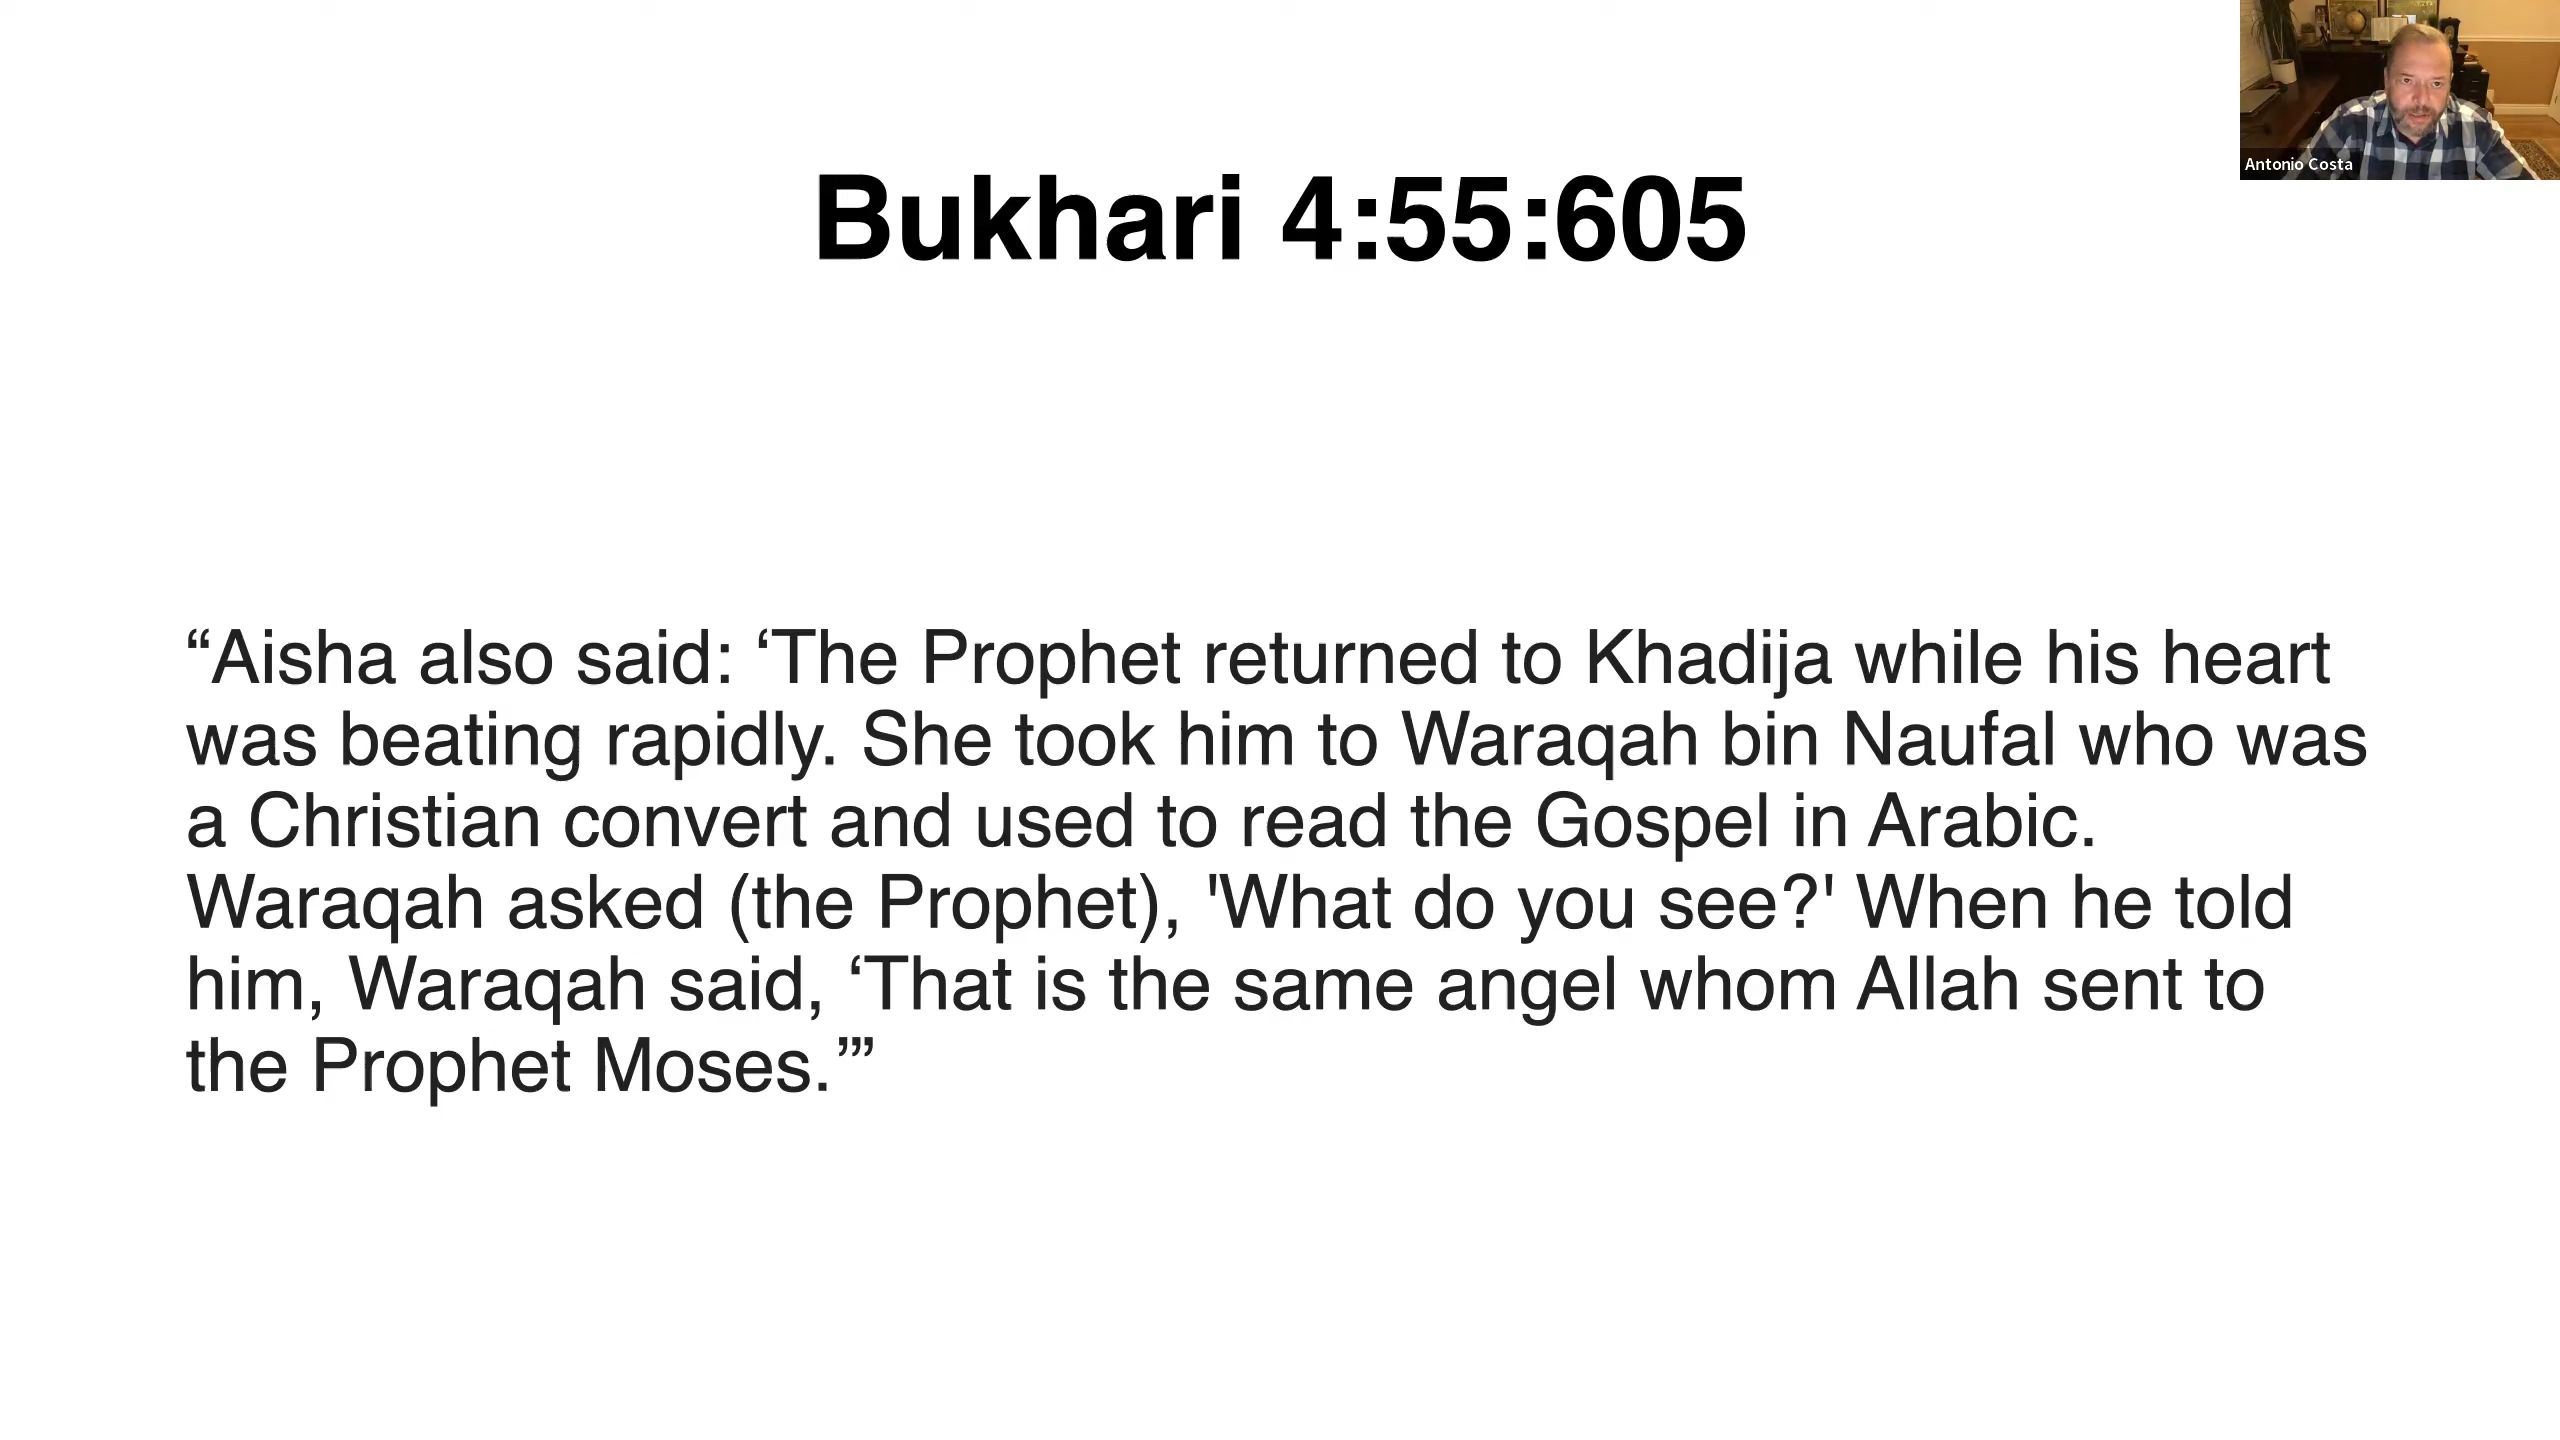 Antonio Costa
Bukhari 4:55:605
“Aisha also said: ‘The Prophet returned to Khadija while his heart
was beating rapidly. She took him to Waraqah bin Naufal who was
a Christian convert and used to read the Gospel in Arabic.
Waraqah asked (the Prophet), 'What do you see?' When he told
him, Waraqah said, ‘That is the same angel whom Allah sent to
the Prophet Moses.’”